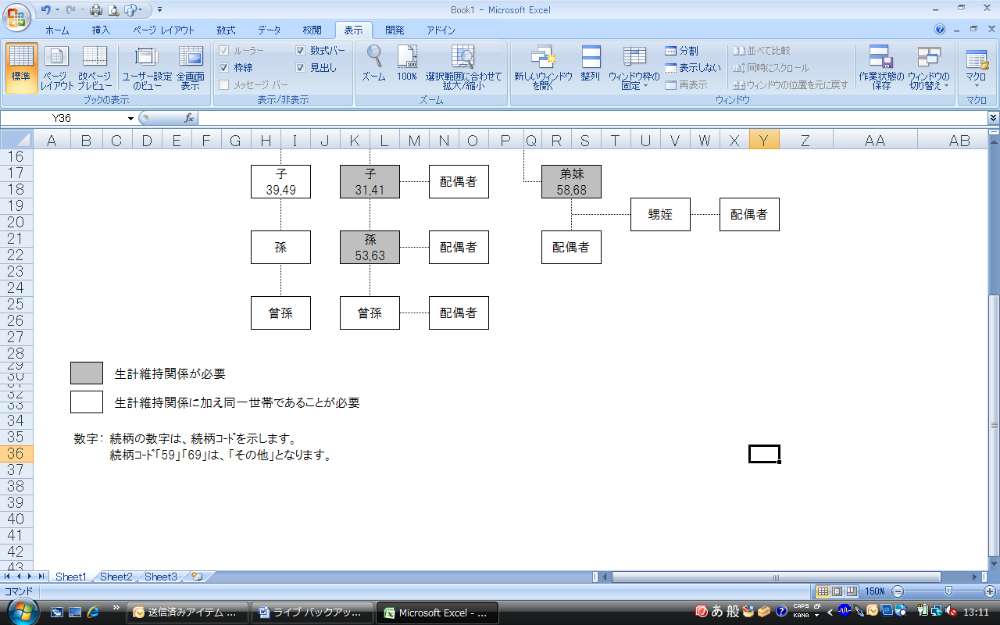 Book1 - Microsoft Excel
ホーム 挿入 ページ レイアウト 数式 データ 校閲 表示 開発 アドイン
標準 ページ レイアウト 改ページ プレビュー ユーザー設定のビュー 全画面表示
ルーラー 数式バー
枠線 見出し
メッセージ バー
ズーム 100% 選択範囲に合わせて拡大/縮小
新しいウィンドウを開く 整列 ウィンドウ枠の固定
分割
表示しない
再表示
並べて比較
同時にスクロール
ウィンドウの位置を元に戻す
作業状態の保存 ウィンドウの切り替え マクロ
ブックの表示 表示/非表示 ズーム ウィンドウ マクロ
Y36 fx
A B C D E F G H I J K L M N O P Q R S T U V W X Y Z AA AB
16
17
18
19
20
21
22
23
24
25
26
27
28
29
30
31
32
33
34
35
36
37
38
39
40
41
42
43
子
39,49
子
31,41
配偶者
弟妹
58,68
甥姪
配偶者
孫
孫
53,63
配偶者
配偶者
曾孫
曾孫
配偶者
生計維持関係が必要
生計維持関係に加え同一世帯であることが必要
数字: 続柄の数字は、続柄ｺｰﾄﾞを示します。
続柄ｺｰﾄﾞ「59」「69」は、「その他」となります。
Sheet1 Sheet2 Sheet3
コマンド 150%
送信済みアイテム ... ライブ バックアッ... Microsoft Excel - ... あ 般 CAPS KANA 13:11